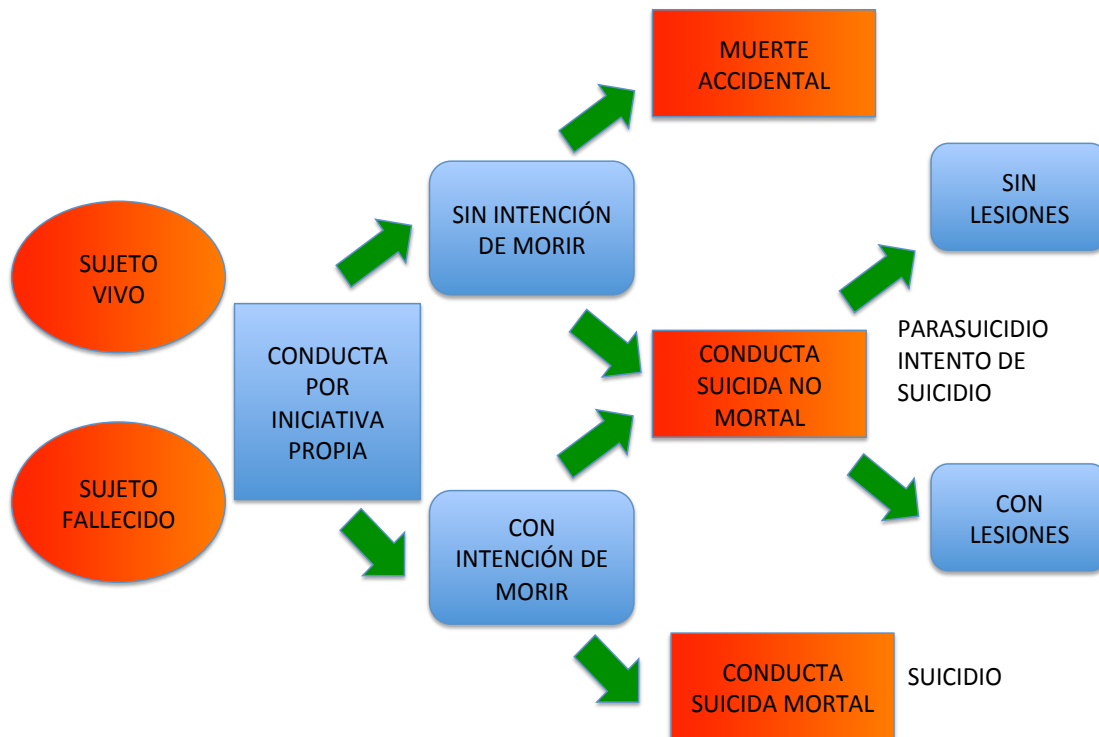 MUERTE
ACCIDENTAL
SIN
LESIONES
SIN INTENCIÓN
DE MORIR
SUJETO
VIVO
PARASUICIDIO
INTENTO DE
SUICIDIO
CONDUCTA
POR
INICIATIVA
PROPIA
CONDUCTA
SUICIDA NO
MORTAL
SUJETO
FALLECIDO
CON
INTENCIÓN DE
MORIR
CON
LESIONES
CONDUCTA
SUICIDA MORTAL
SUICIDIO